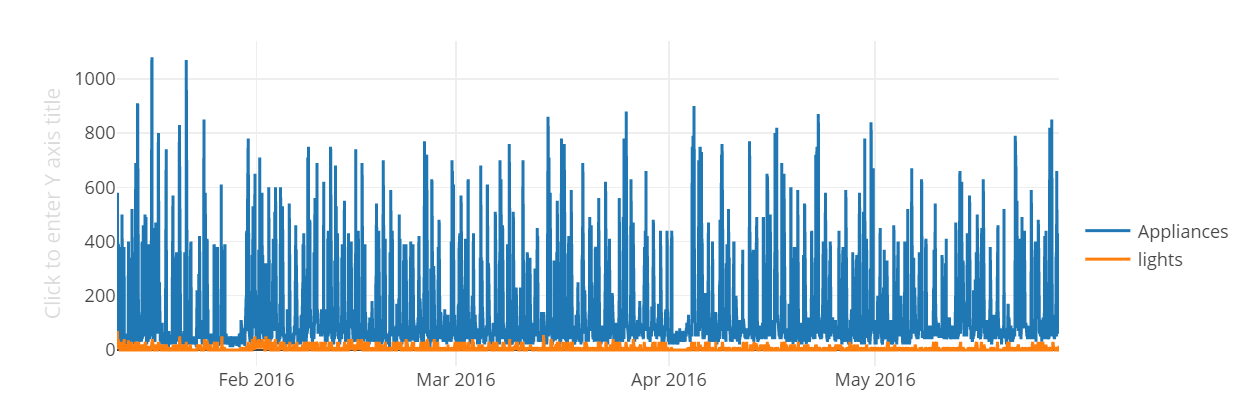 Click to enter Y axis title
1000
800
600
400
200
0
Feb 2016
Mar 2016
Apr 2016
May 2016
Appliances
lights